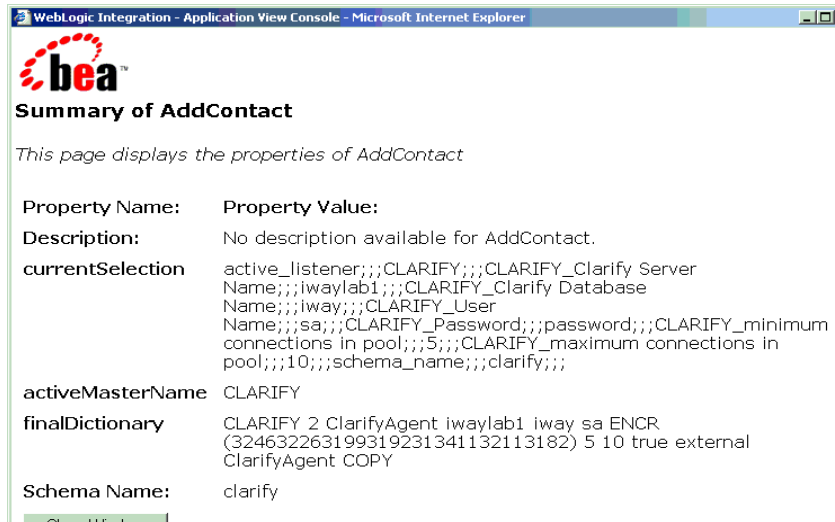 WebLogic Integration - Application View Console - Microsoft Internet Explorer
bea™
Summary of AddContact
This page displays the properties of AddContact
Property Name: Property Value:
Description: No description available for AddContact.
currentSelection active_listener;;;CLARIFY;;;CLARIFY_Clarify Server
Name;;;iwaylab1;;;CLARIFY_Clarify Database
Name;;;iway;;;CLARIFY_User
Name;;;sa;;;CLARIFY_Password;;;password;;;CLARIFY_minimum
connections in pool;;;5;;;CLARIFY_maximum connections in
pool;;;10;;;schema_name;;;clarify;;;
activeMasterName CLARIFY
finalDictionary CLARIFY 2 ClarifyAgent iwaylab1 iway sa ENCR
(3246322631993192313411321131​82) 5 10 true external
ClarifyAgent COPY
Schema Name: clarify